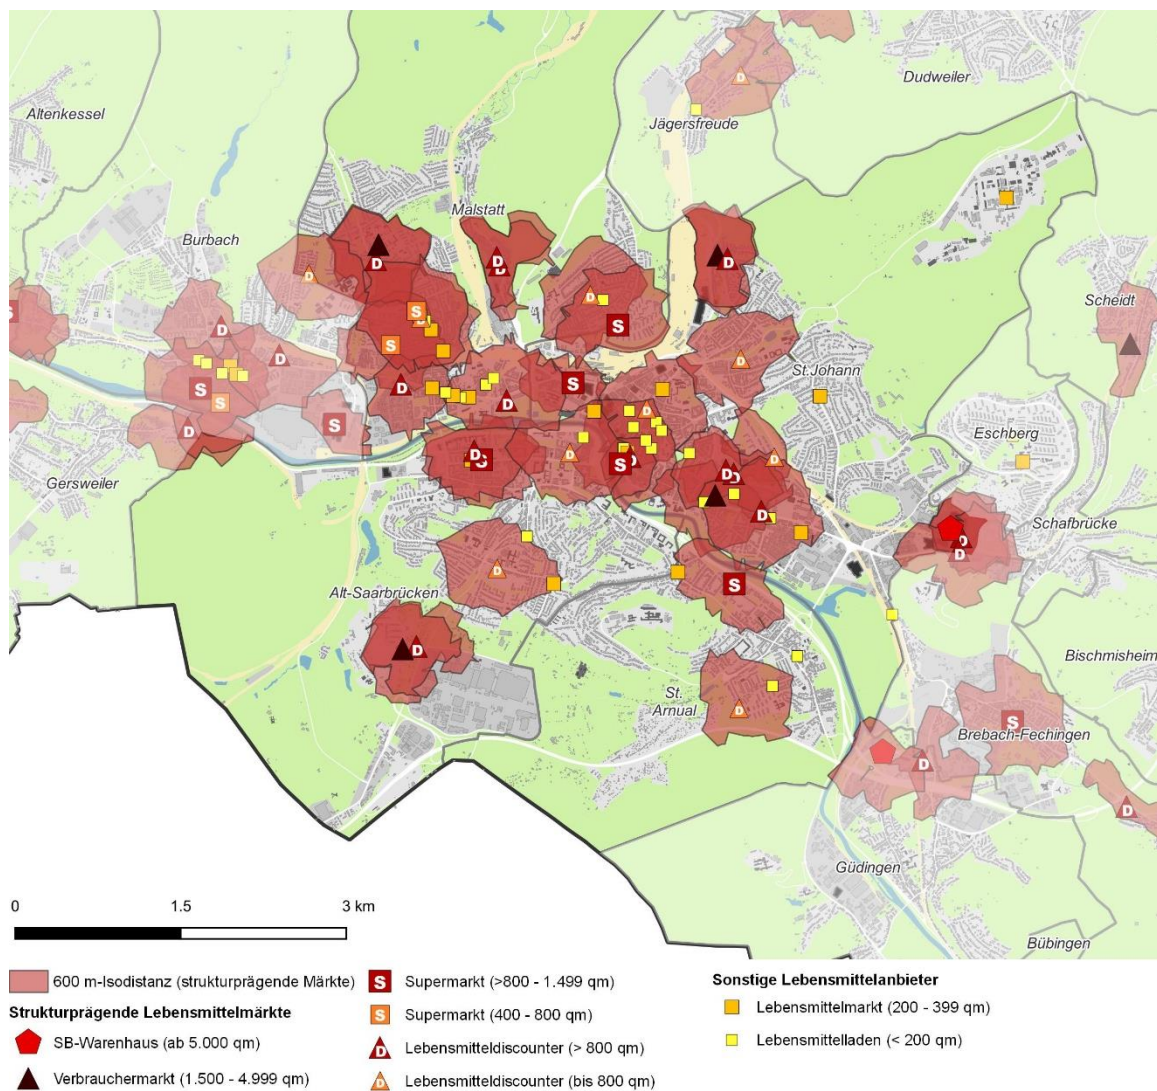 Altenkessel
Dudweiler
Jägersfreude
Malstatt
Burbach
Scheidt
St.Johann
Eschberg
Gersweiler
Schafbrücke
Alt-Saarbrücken
Bischmisheim
St.
Arnual
Brebach-Fechingen
Güdingen
Bübingen
0 1.5 3 km
600 m-Isodistanz (strukturprägende Märkte)
Strukturprägende Lebensmittelmärkte
SB-Warenhaus (ab 5.000 qm)
Verbrauchermarkt (1.500 - 4.999 qm)
S Supermarkt (>800 - 1.499 qm)
S Supermarkt (400 - 800 qm)
D Lebensmitteldiscounter (> 800 qm)
D Lebensmitteldiscounter (bis 800 qm)
Sonstige Lebensmittelanbieter
Lebensmittelmarkt (200 - 399 qm)
Lebensmittelladen (< 200 qm)